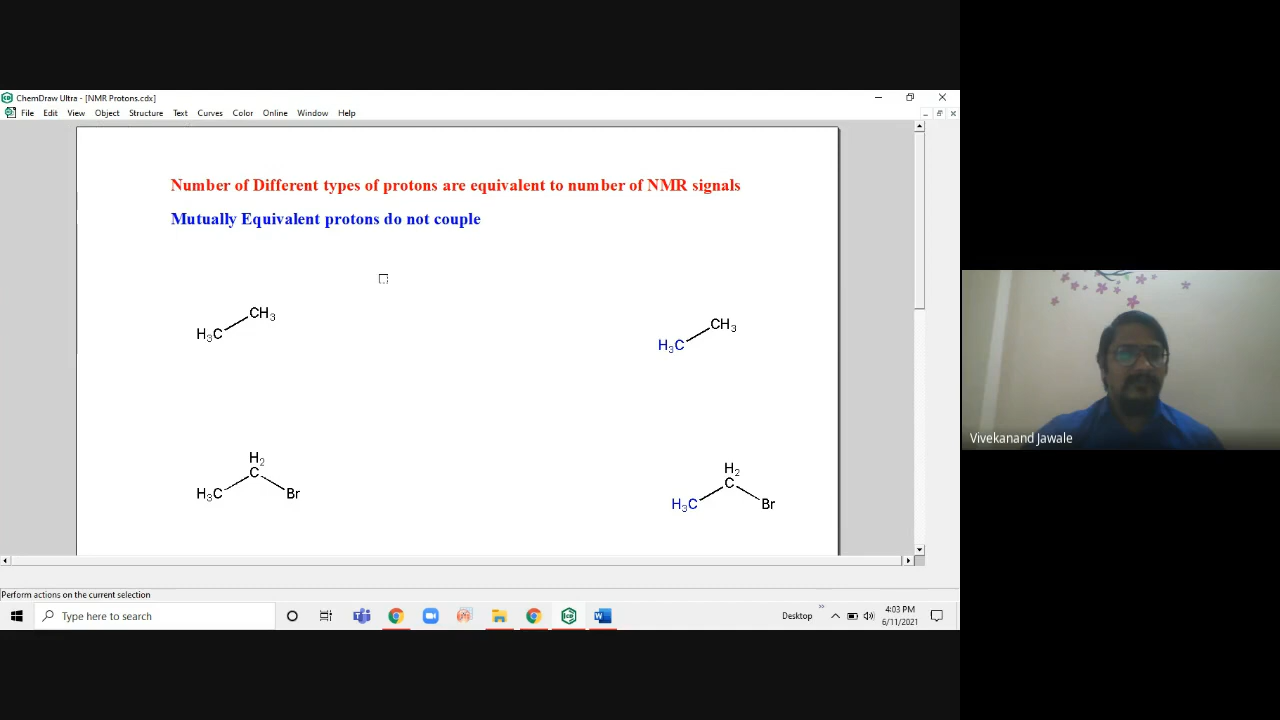 ChemDraw Ultra - [NMR Protons.cdx]
File Edit View Object Structure Text Curves Color Online Window Help
Number of Different types of protons are equivalent to number of NMR signals
Mutually Equivalent protons do not couple
CH3
H3C
CH3
H3C
H2
C
H3C
Br
H2
C
H3C
Br
Vivekanand Jawale
Perform actions on the current selection
Type here to search
Desktop
4:03 PM
6/11/2021